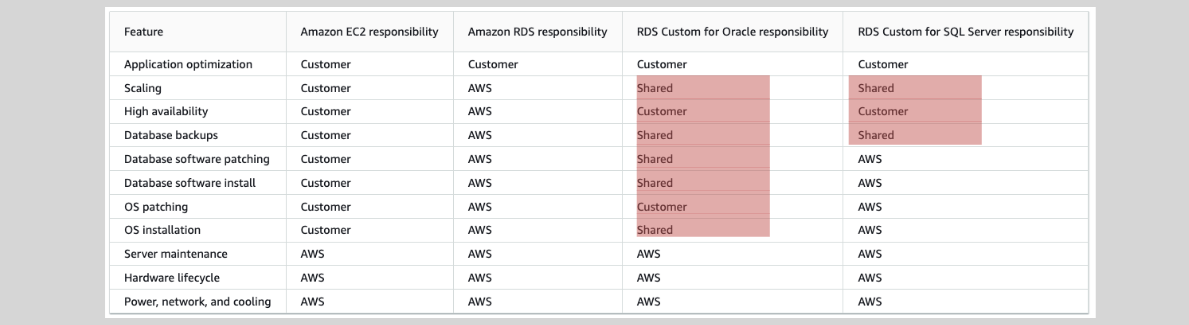 Feature Amazon EC2 responsibility Amazon RDS responsibility RDS Custom for Oracle responsibility RDS Custom for SQL Server responsibility
Application optimization Customer Customer Customer Customer
Scaling Customer AWS Shared Shared
High availability Customer AWS Customer Customer
Database backups Customer AWS Shared Shared
Database software patching Customer AWS Shared AWS
Database software install Customer AWS Shared AWS
OS patching Customer AWS Customer AWS
OS installation Customer AWS Shared AWS
Server maintenance AWS AWS AWS AWS
Hardware lifecycle AWS AWS AWS AWS
Power, network, and cooling AWS AWS AWS AWS